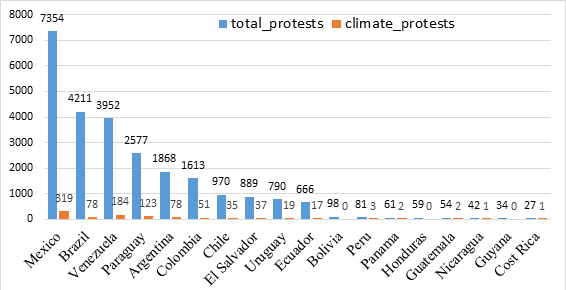 total_protests climate_protests
8000
7000
6000
5000
4000
3000
2000
1000
0
7354 4211 3952 2577 1868 1613 970 889 790 666 98 81 61 59 54 42 34 27
319 78 184 123 78 51 35 37 19 17 0 3 2 0 2 1 0 1
Mexico Brazil Venezuela Paraguay Argentina Colombia Chile El Salvador Uruguay Ecuador Bolivia Peru Panama Honduras Guatemala Nicaragua Guyana Costa Rica